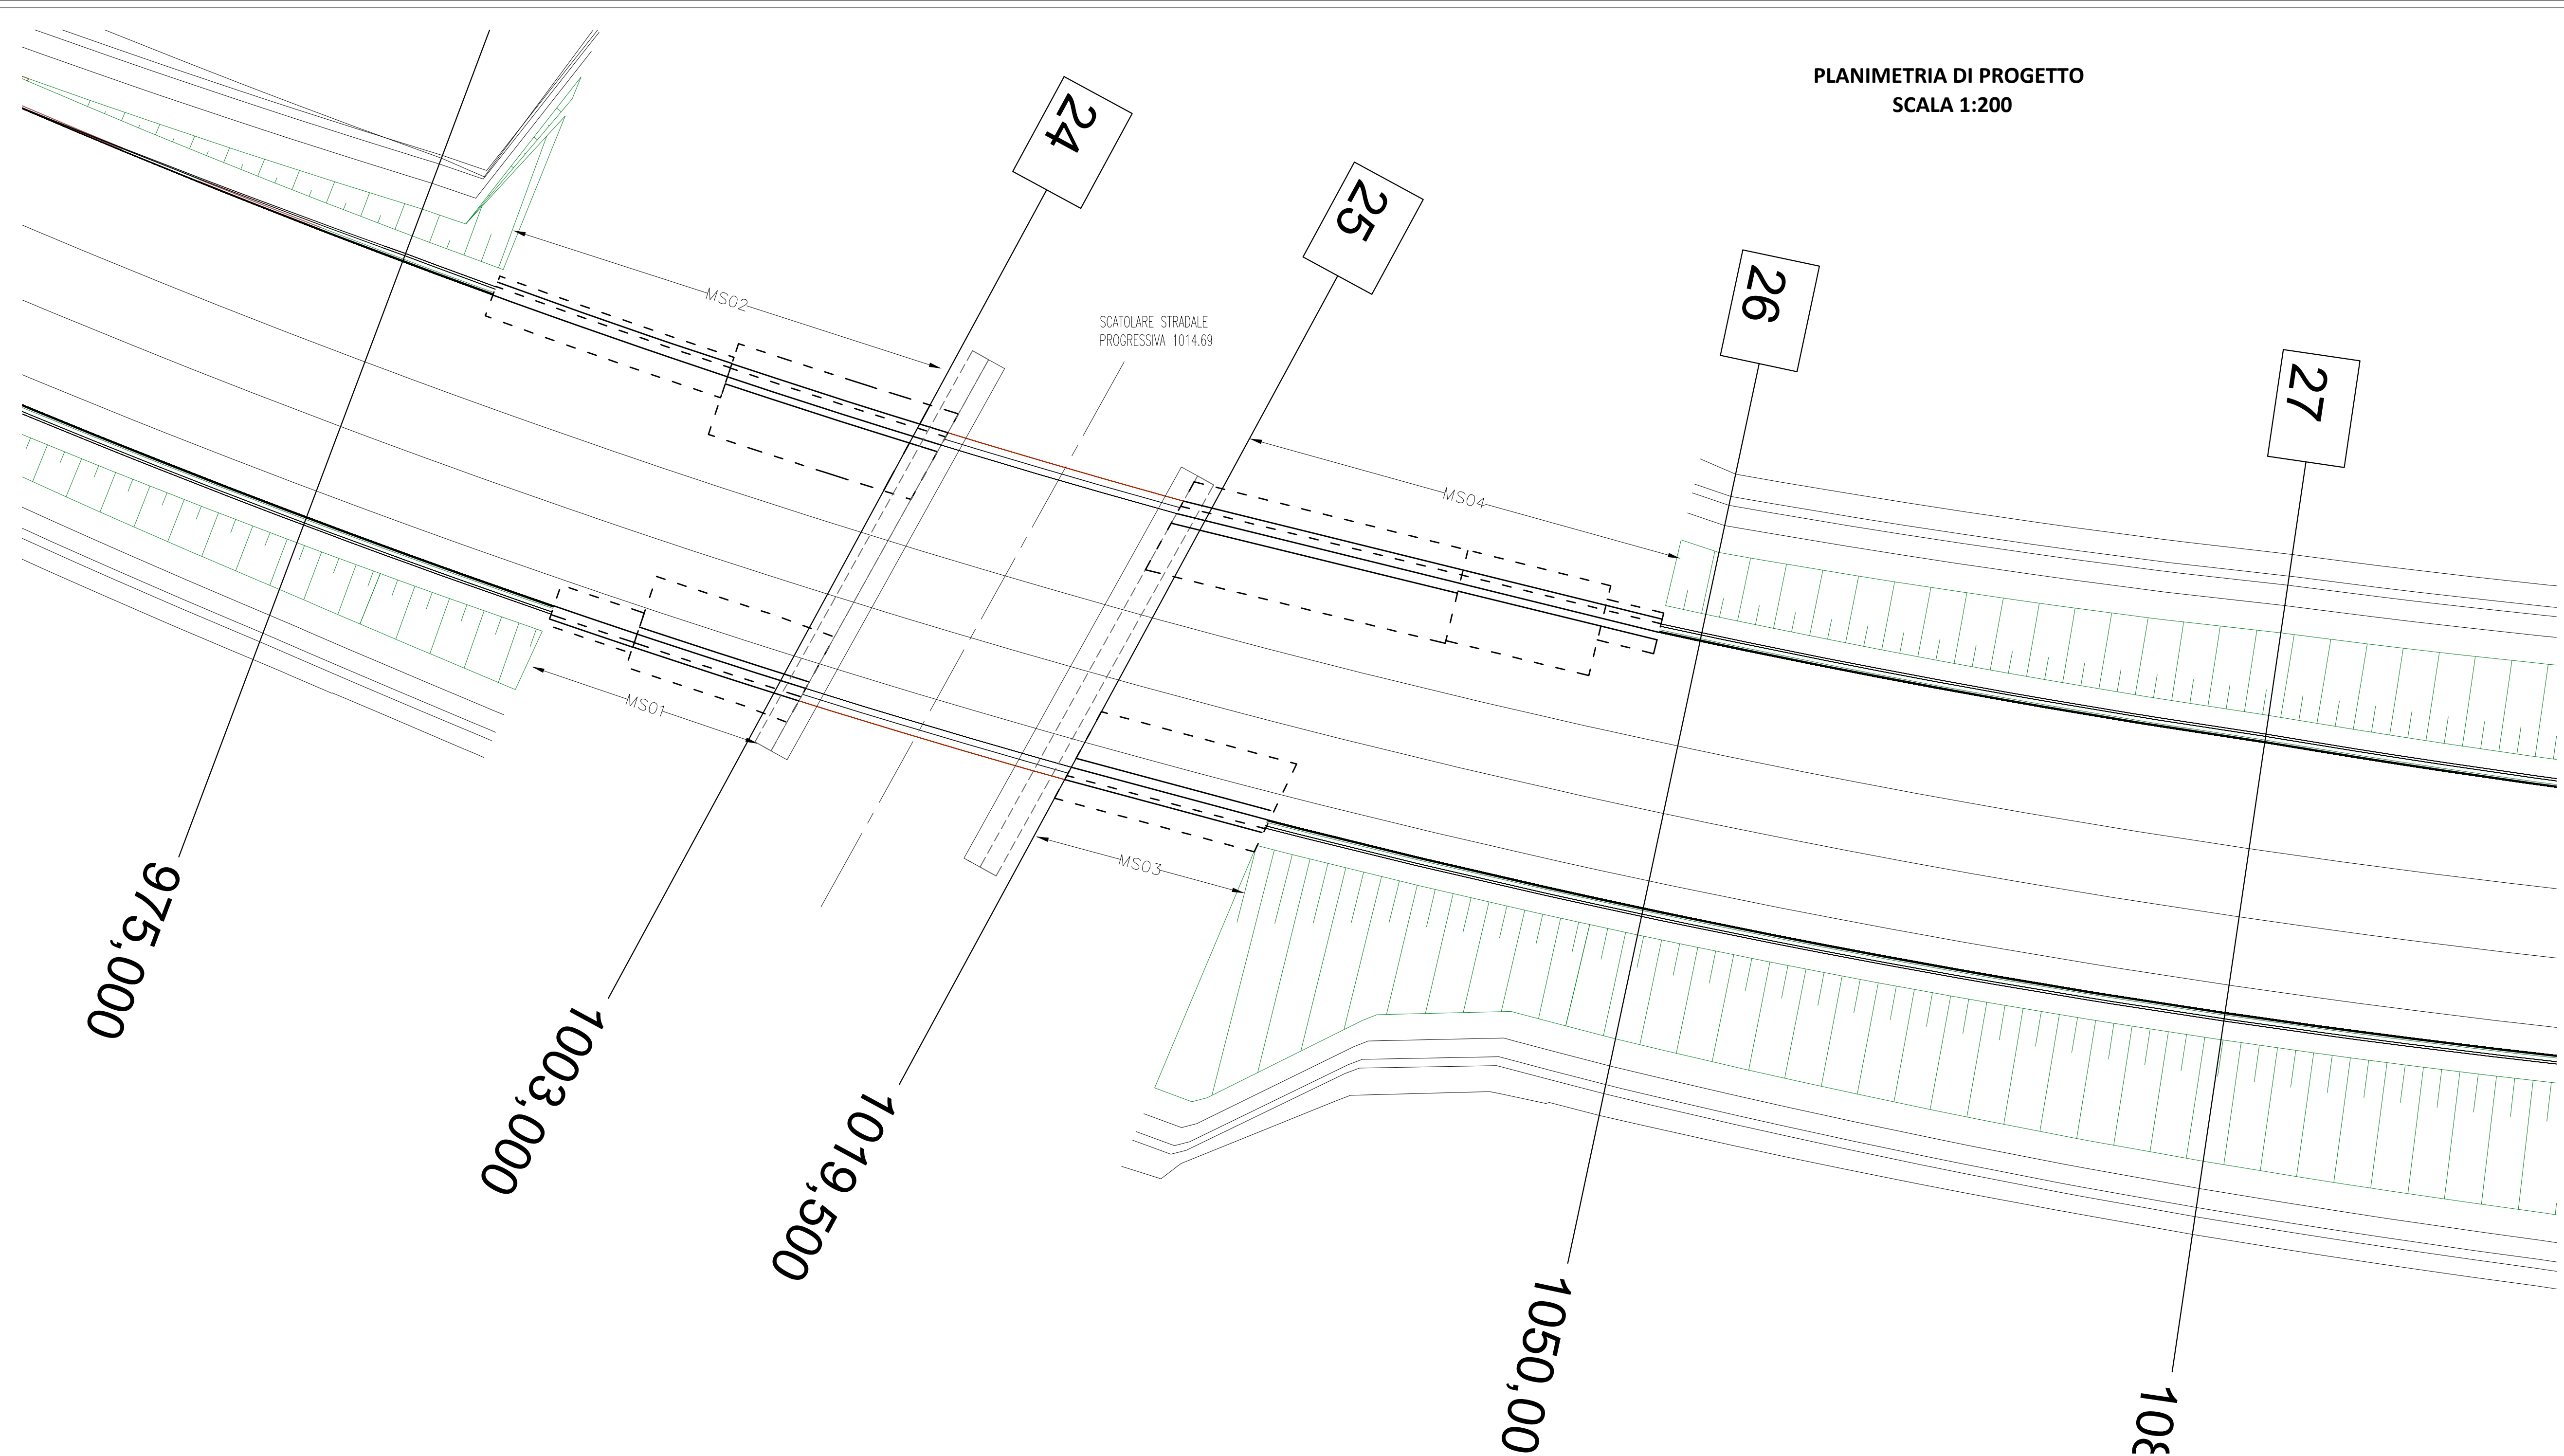 PLANIMETRIA DI PROGETTO
SCALA 1:200
24
25
26
27
MS02
SCATOLARE STRADALE
PROGRESSIVA 1014.69
MS04
MS01
MS03
975,000
1003,000
1019,500
1050,00
108